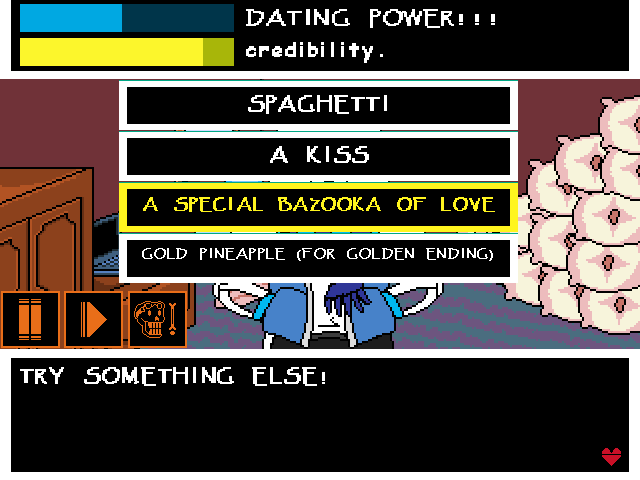 DATING POWER!!!
credibility.
SPAGHETTI
A KISS
A SPECIAL BAZOOKA OF LOVE
GOLD PINEAPPLE (FOR GOLDEN ENDING)
TRY SOMETHING ELSE!